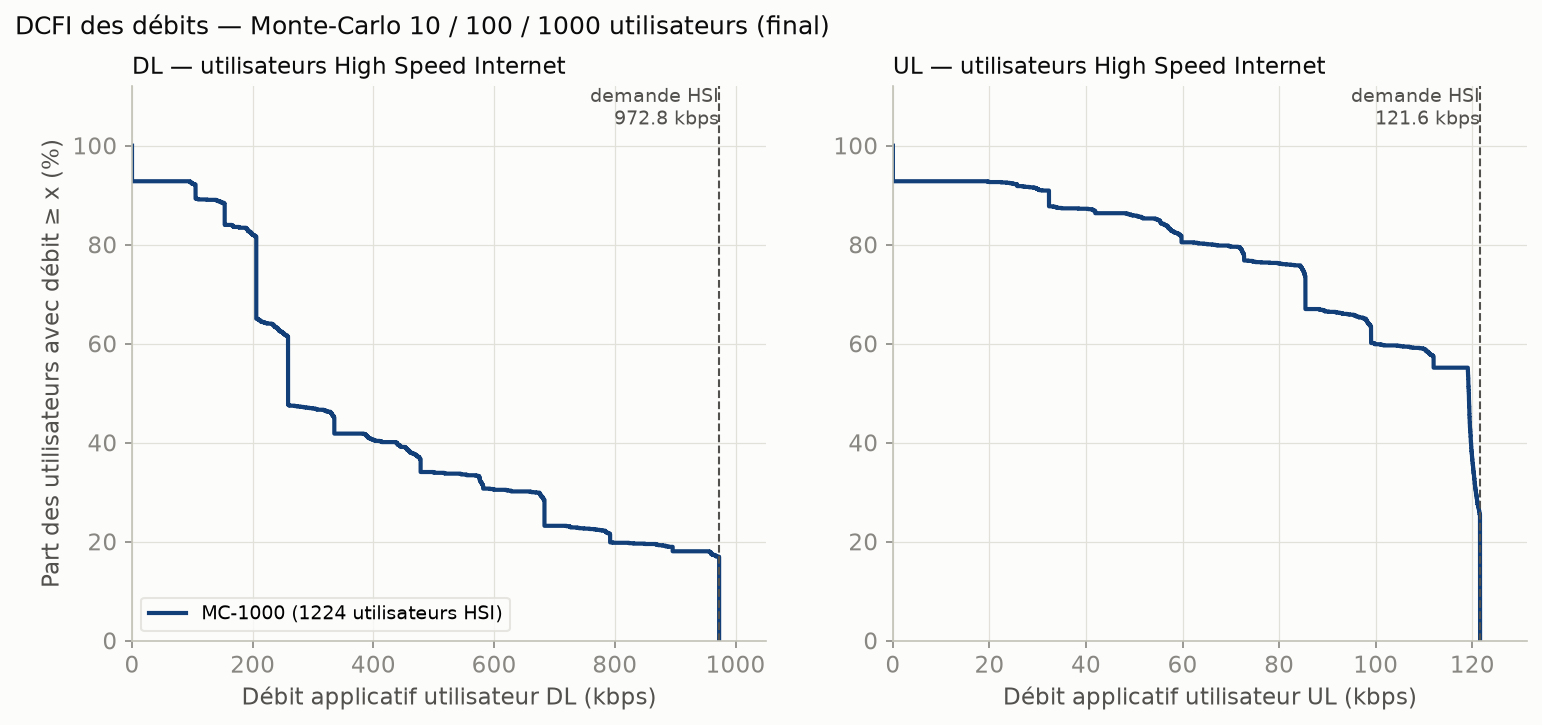 DCFI des débits — Monte-Carlo 10 / 100 / 1000 utilisateurs (final)
DL — utilisateurs High Speed Internet
demande HSI
972.8 kbps
Part des utilisateurs avec débit ≥ x (%)
100
80
60
40
20
0
MC-1000 (1224 utilisateurs HSI)
0 200 400 600 800 1000
Débit applicatif utilisateur DL (kbps)
UL — utilisateurs High Speed Internet
demande HSI
121.6 kbps
100
80
60
40
20
0
0 20 40 60 80 100 120
Débit applicatif utilisateur UL (kbps)